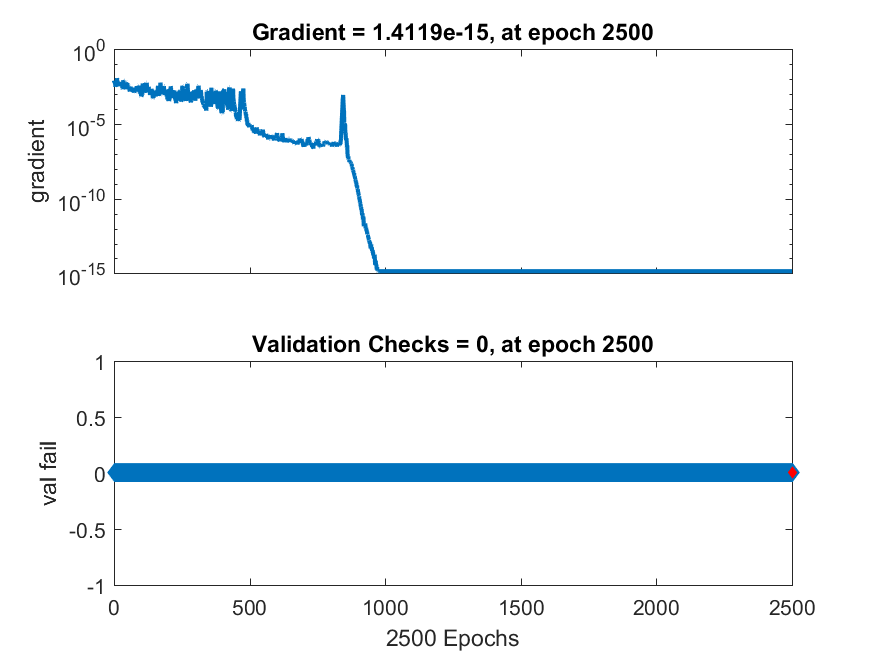 Gradient = 1.4119e-15, at epoch 2500
10^0
10^-5
10^-10
10^-15
gradient
Validation Checks = 0, at epoch 2500
1
0.5
0
-0.5
-1
val fail
0 500 1000 1500 2000 2500
2500 Epochs